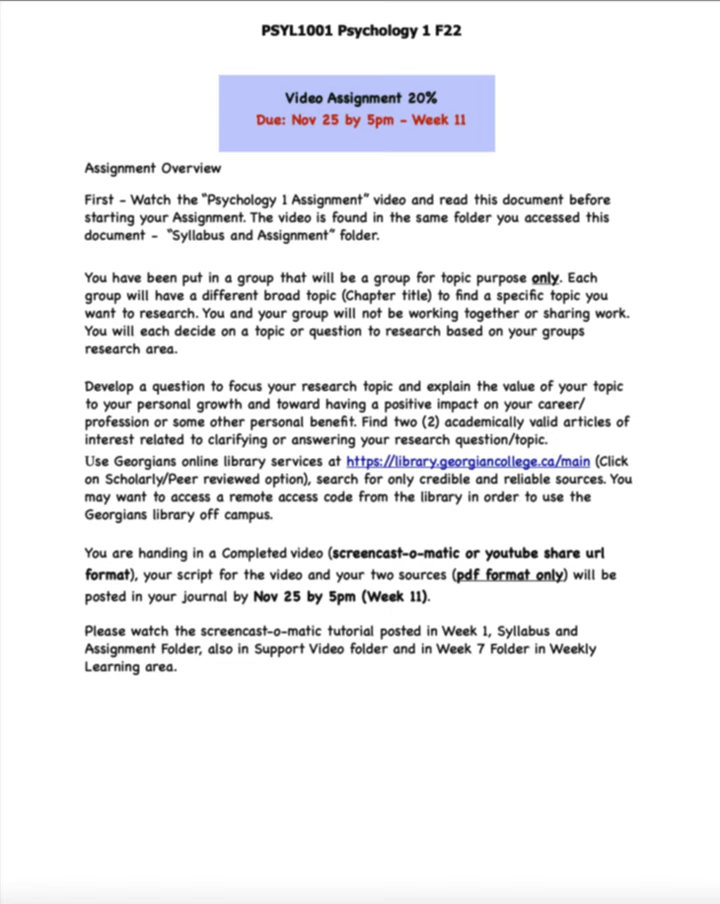 PSYL1001 Psychology 1 F22
Video Assignment 20%
Due: Nov 25 by 5pm - Week 11
Assignment Overview
First - Watch the "Psychology 1 Assignment" video and read this document before
starting your Assignment. The video is found in the same folder you accessed this
document - "Syllabus and Assignment" folder.
You have been put in a group that will be a group for topic purpose only. Each
group will have a different broad topic (Chapter title) to find a specific topic you
want to research. You and your group will not be working together or sharing work.
You will each decide on a topic or question to research based on your groups
research area.
Develop a question to focus your research topic and explain the value of your topic
to your personal growth and toward having a positive impact on your career/
profession or some other personal benefit. Find two (2) academically valid articles of
interest related to clarifying or answering your research question/topic.
Use Georgians online library services at https://library.georgiancollege.ca/main (Click
on Scholarly/Peer reviewed option), search for only credible and reliable sources. You
may want to access a remote access code from the library in order to use the
Georgians library off campus.
You are handing in a Completed video (screencast-o-matic or youtube share url
format), your script for the video and your two sources (pdf format only) will be
posted in your journal by Nov 25 by 5pm (Week 11).
Please watch the screencast-o-matic tutorial posted in Week 1, Syllabus and
Assignment Folder, also in Support Video folder and in Week 7 Folder in Weekly
Learning area.